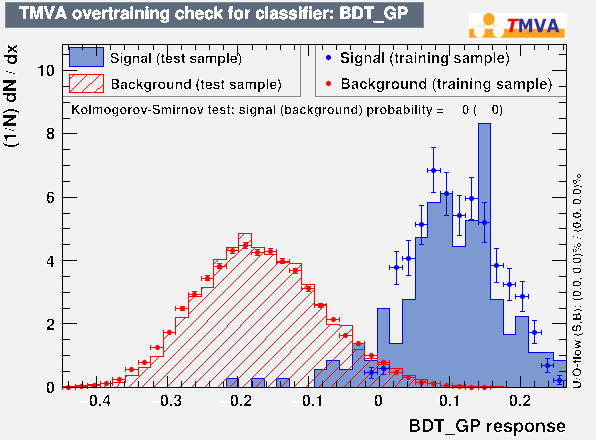 TMVA overtraining check for classifier: BDT_GP
TMVA
(1/N) dN / dx
Signal (test sample)
Background (test sample)
Signal (training sample)
Background (training sample)
Kolmogorov-Smirnov test: signal (background) probability = 0 ( 0)
10
8
6
4
2
0
-0.4 -0.3 -0.2 -0.1 0 0.1 0.2
BDT_GP response
U/O-flow (S,B): (0.0, 0.0)% / (0.0, 0.0)%